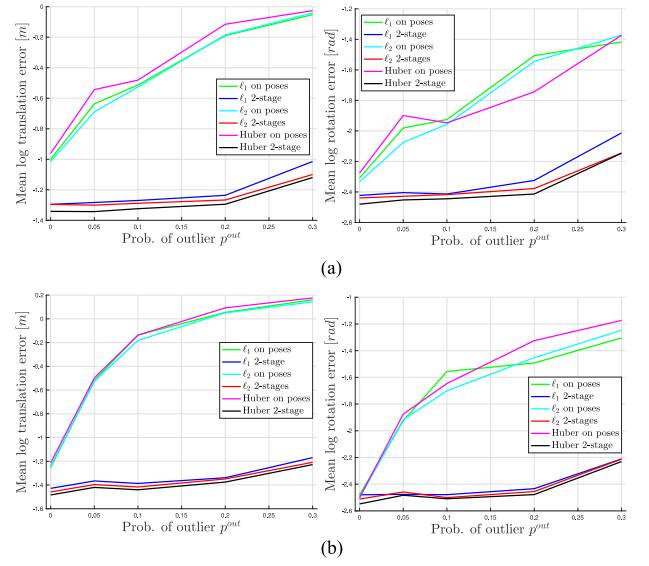 Mean log translation error [m]
0
-.2
-.4
-.6
-.8
-1
-1.2
-1.4
0
0.05
0.1
0.15
0.2
0.25
0.3
Prob. of outlier p^out
ℓ₁ on poses
ℓ₁ 2-stage
ℓ₂ on poses
ℓ₂ 2-stages
Huber on poses
Huber 2-stage
Mean log rotation error [rad]
-1.2
-1.4
-1.6
-1.8
-2
-2.2
-2.4
-2.6
0
0.05
0.1
0.15
0.2
0.25
0.3
Prob. of outlier p^out
ℓ₁ on poses
ℓ₁ 2-stage
ℓ₂ on poses
ℓ₂ 2-stages
Huber on poses
Huber 2-stage
(a)
Mean log translation error [m]
0.2
0
-.2
-.4
-.6
-.8
-1
-1.2
-1.4
-1.6
0
0.05
0.1
0.15
0.2
0.25
0.3
Prob. of outlier p^out
ℓ₁ on poses
ℓ₁ 2-stage
ℓ₂ on poses
ℓ₂ 2-stages
Huber on poses
Huber 2-stage
Mean log rotation error [rad]
-1
-1.2
-1.4
-1.6
-1.8
-2
-2.2
-2.4
-2.6
0
0.05
0.1
0.15
0.2
0.25
0.3
Prob. of outlier p^out
ℓ₁ on poses
ℓ₁ 2-stage
ℓ₂ on poses
ℓ₂ 2-stages
Huber on poses
Huber 2-stage
(b)